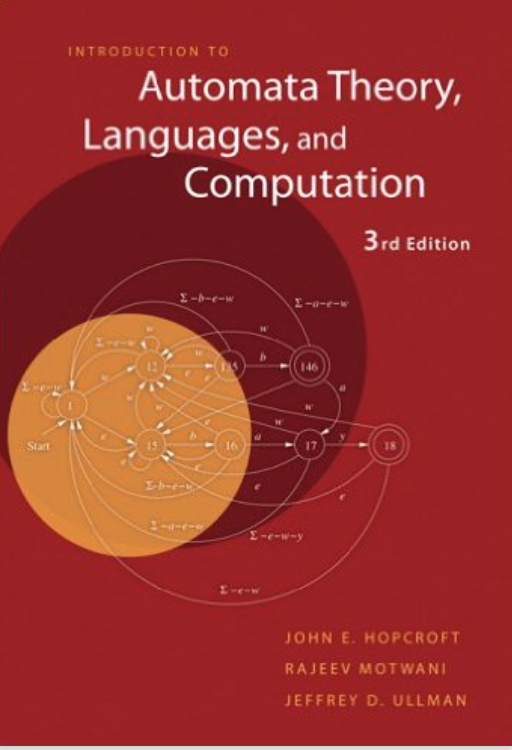 INTRODUCTION TO
Automata Theory,
Languages, and
Computation
3rd Edition
Σ−b−e−w
Σ−a−e−w
w
w
Σ−e−w
w
b
12
135
146
e
e
Σ−e−w
w
a
w
w
w
1
e
w
Start
e
15
b
16
a
17
y
18
e
e
Σ−b−e−w
e
e
Σ−a−e−w
Σ−e−w−y
Σ−e−w
JOHN E. HOPCROFT
RAJEEV MOTWANI
JEFFREY D. ULLMAN